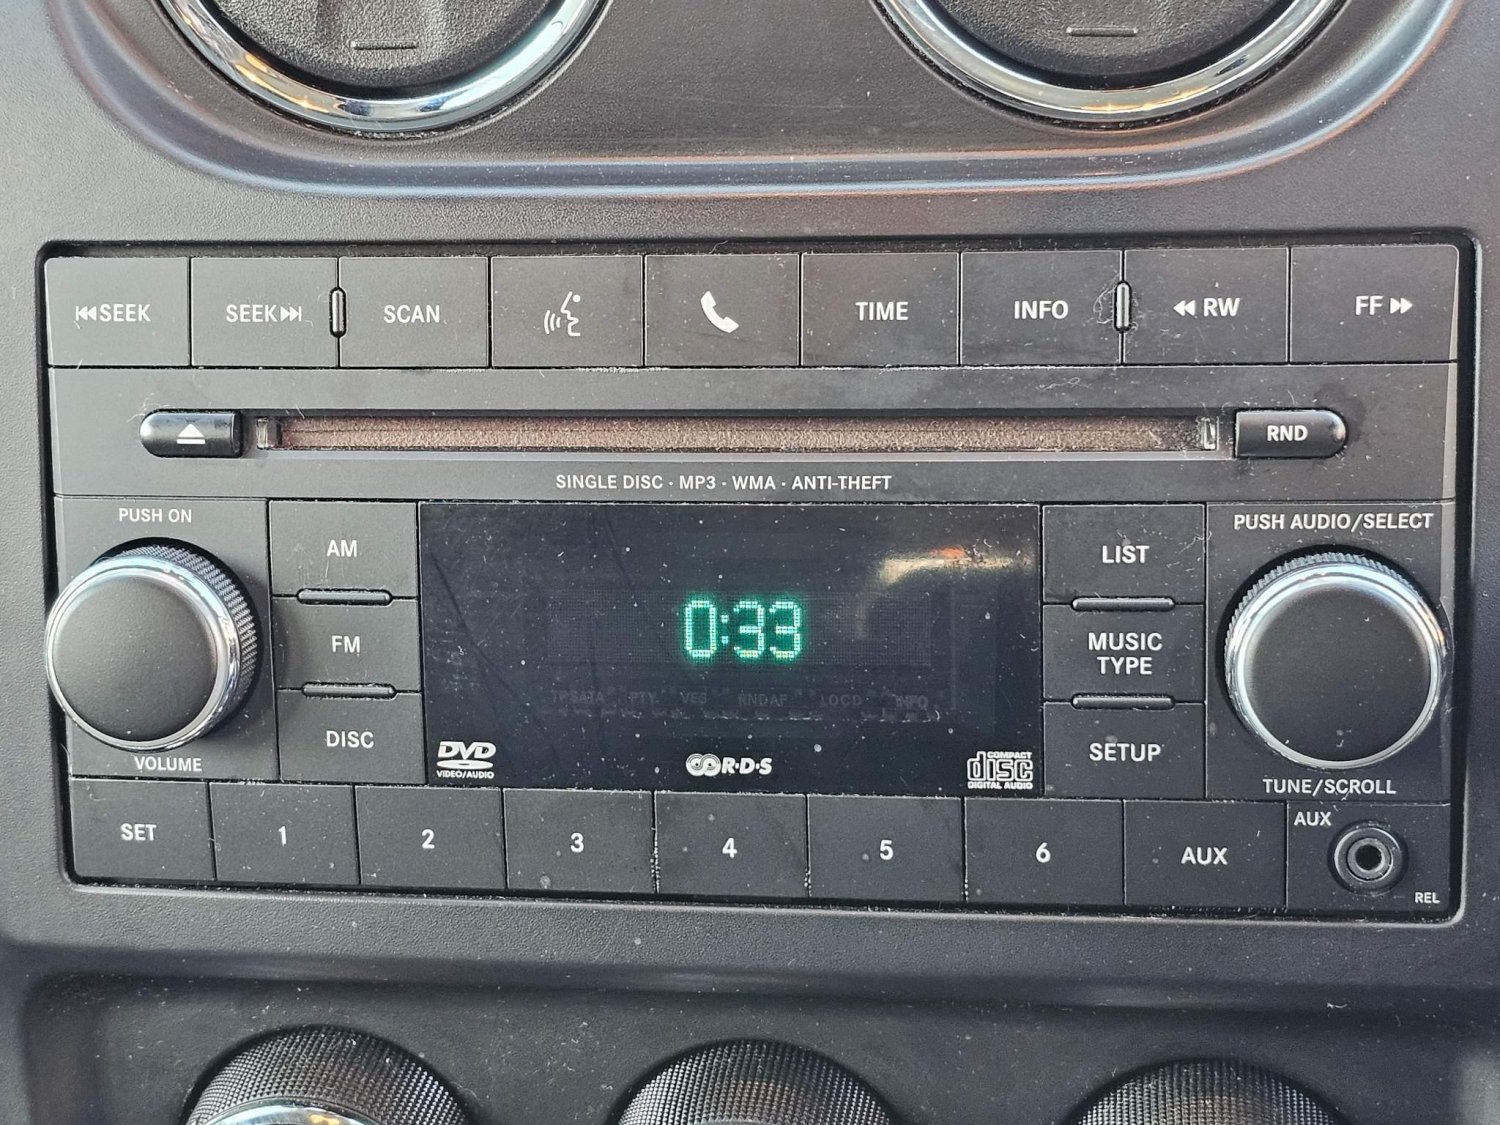 SEEK
SEEK
SCAN
TIME
INFO
RW
FF
RND
SINGLE DISC · MP3 · WMA · ANTI-THEFT
PUSH ON
PUSH AUDIO/SELECT
AM
LIST
FM
0:33
MUSIC
TYPE
DISC
SETUP
VOLUME
DVD
VIDEO/AUDIO
R·D·S
COMPACT
disc
DIGITAL AUDIO
TUNE/SCROLL
SET
1
2
3
4
5
6
AUX
AUX
REL